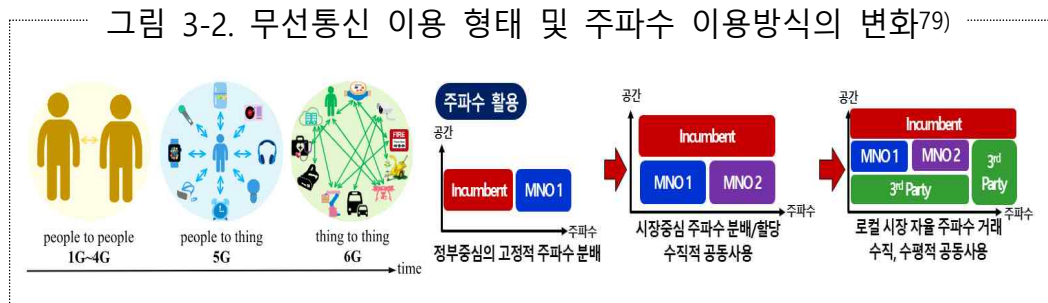 그림 3-2. 무선통신 이용 형태 및 주파수 이용방식의 변화79)
people to people
1G~4G
people to thing
5G
FIRE
thing to thing
6G
time
주파수 활용
공간
Incumbent
MNO 1
주파수
정부중심의 고정적 주파수 분배
공간
Incumbent
MNO 1
MNO 2
주파수
시장중심 주파수 분배/할당
수직적 공동사용
공간
Incumbent
MNO 1
MNO 2
3rd
Party
3rd Party
주파수
로컬 시장 자율 주파수 거래
수직, 수평적 공동사용